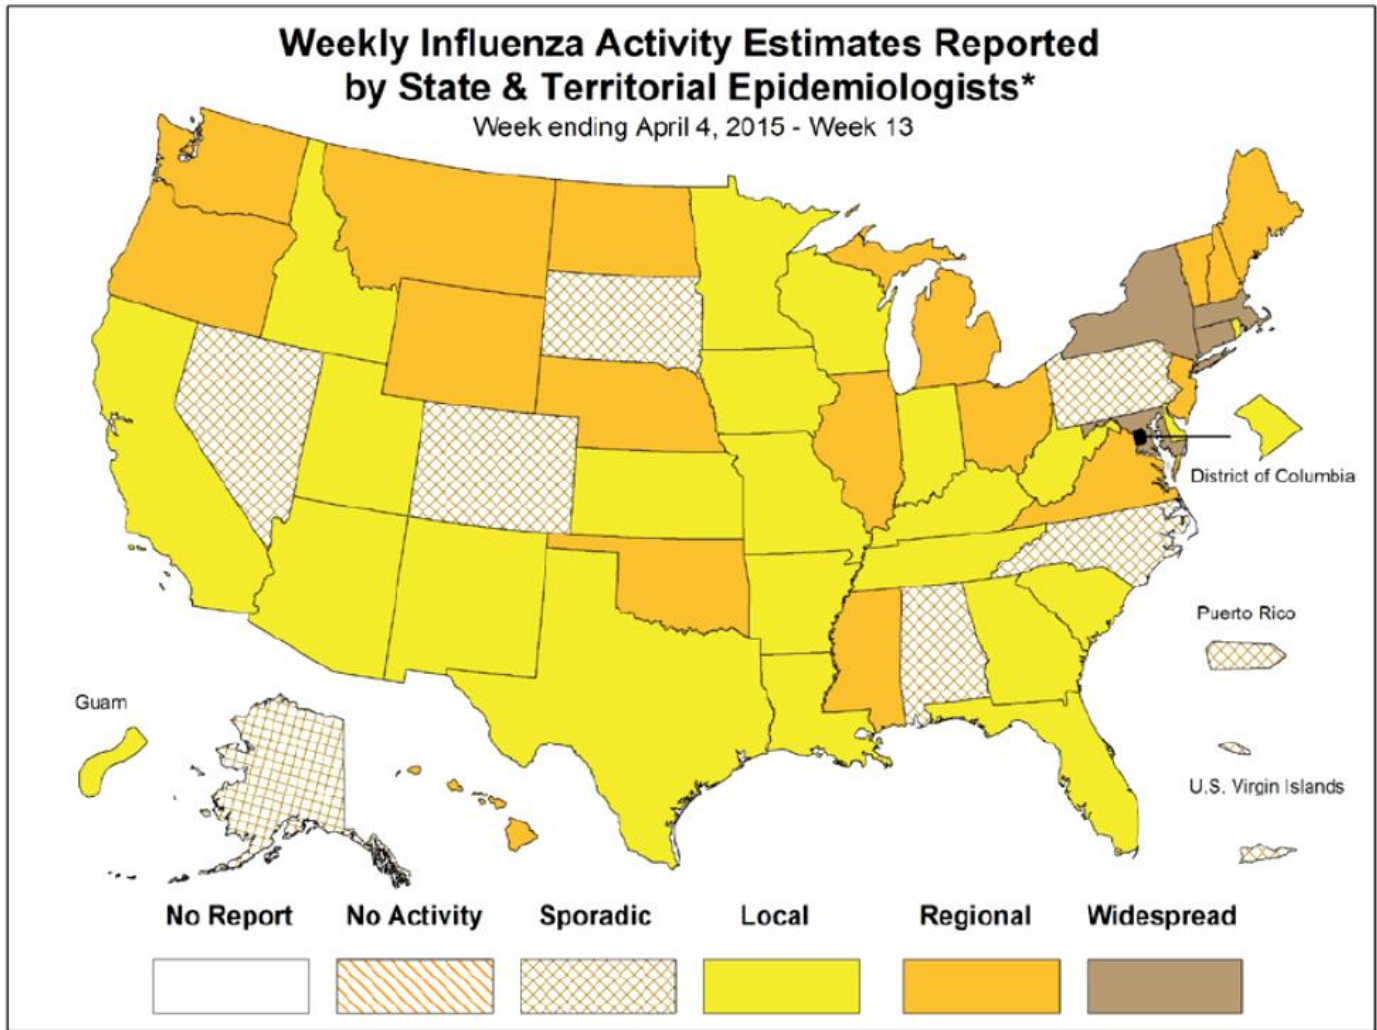 Weekly Influenza Activity Estimates Reported
by State & Territorial Epidemiologists*
Week ending April 4, 2015 - Week 13
District of Columbia
Puerto Rico
Guam
U.S. Virgin Islands
No Report No Activity Sporadic Local Regional Widespread